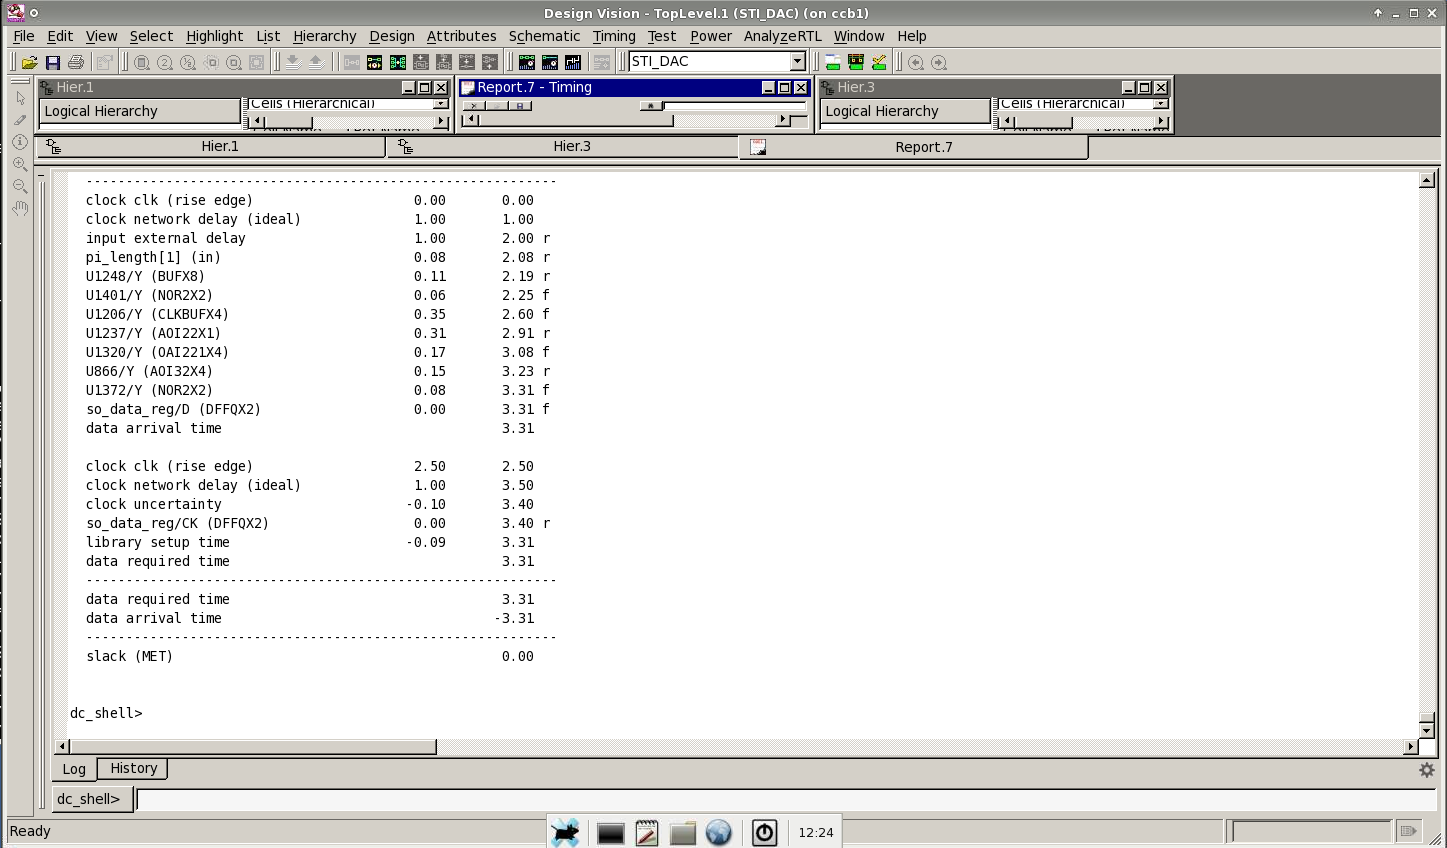 Design Vision - TopLevel.1 (STI_DAC) (on ccb1)
File Edit View Select Highlight List Hierarchy Design Attributes Schematic Timing Test Power AnalyzeRTL Window Help
STI_DAC
Hier.1 Report.7 - Timing Hier.3
Logical Hierarchy Cells (Hierarchical) Logical Hierarchy Cells (Hierarchical)
Hier.1 Hier.3 Report.7
-----------------------------------------------------------
clock clk (rise edge) 0.00 0.00
clock network delay (ideal) 1.00 1.00
input external delay 1.00 2.00 r
pi_length[1] (in) 0.08 2.08 r
U1248/Y (BUFX8) 0.11 2.19 r
U1401/Y (NOR2X2) 0.06 2.25 f
U1206/Y (CLKBUFX4) 0.35 2.60 f
U1237/Y (AOI22X1) 0.31 2.91 r
U1320/Y (OAI221X4) 0.17 3.08 f
U866/Y (AOI32X4) 0.15 3.23 r
U1372/Y (NOR2X2) 0.08 3.31 f
so_data_reg/D (DFFQX2) 0.00 3.31 f
data arrival time 3.31
clock clk (rise edge) 2.50 2.50
clock network delay (ideal) 1.00 3.50
clock uncertainty -0.10 3.40
so_data_reg/CK (DFFQX2) 0.00 3.40 r
library setup time -0.09 3.31
data required time 3.31
-----------------------------------------------------------
data required time 3.31
data arrival time -3.31
-----------------------------------------------------------
slack (MET) 0.00
dc_shell>
Log History
dc_shell>
Ready
12:24